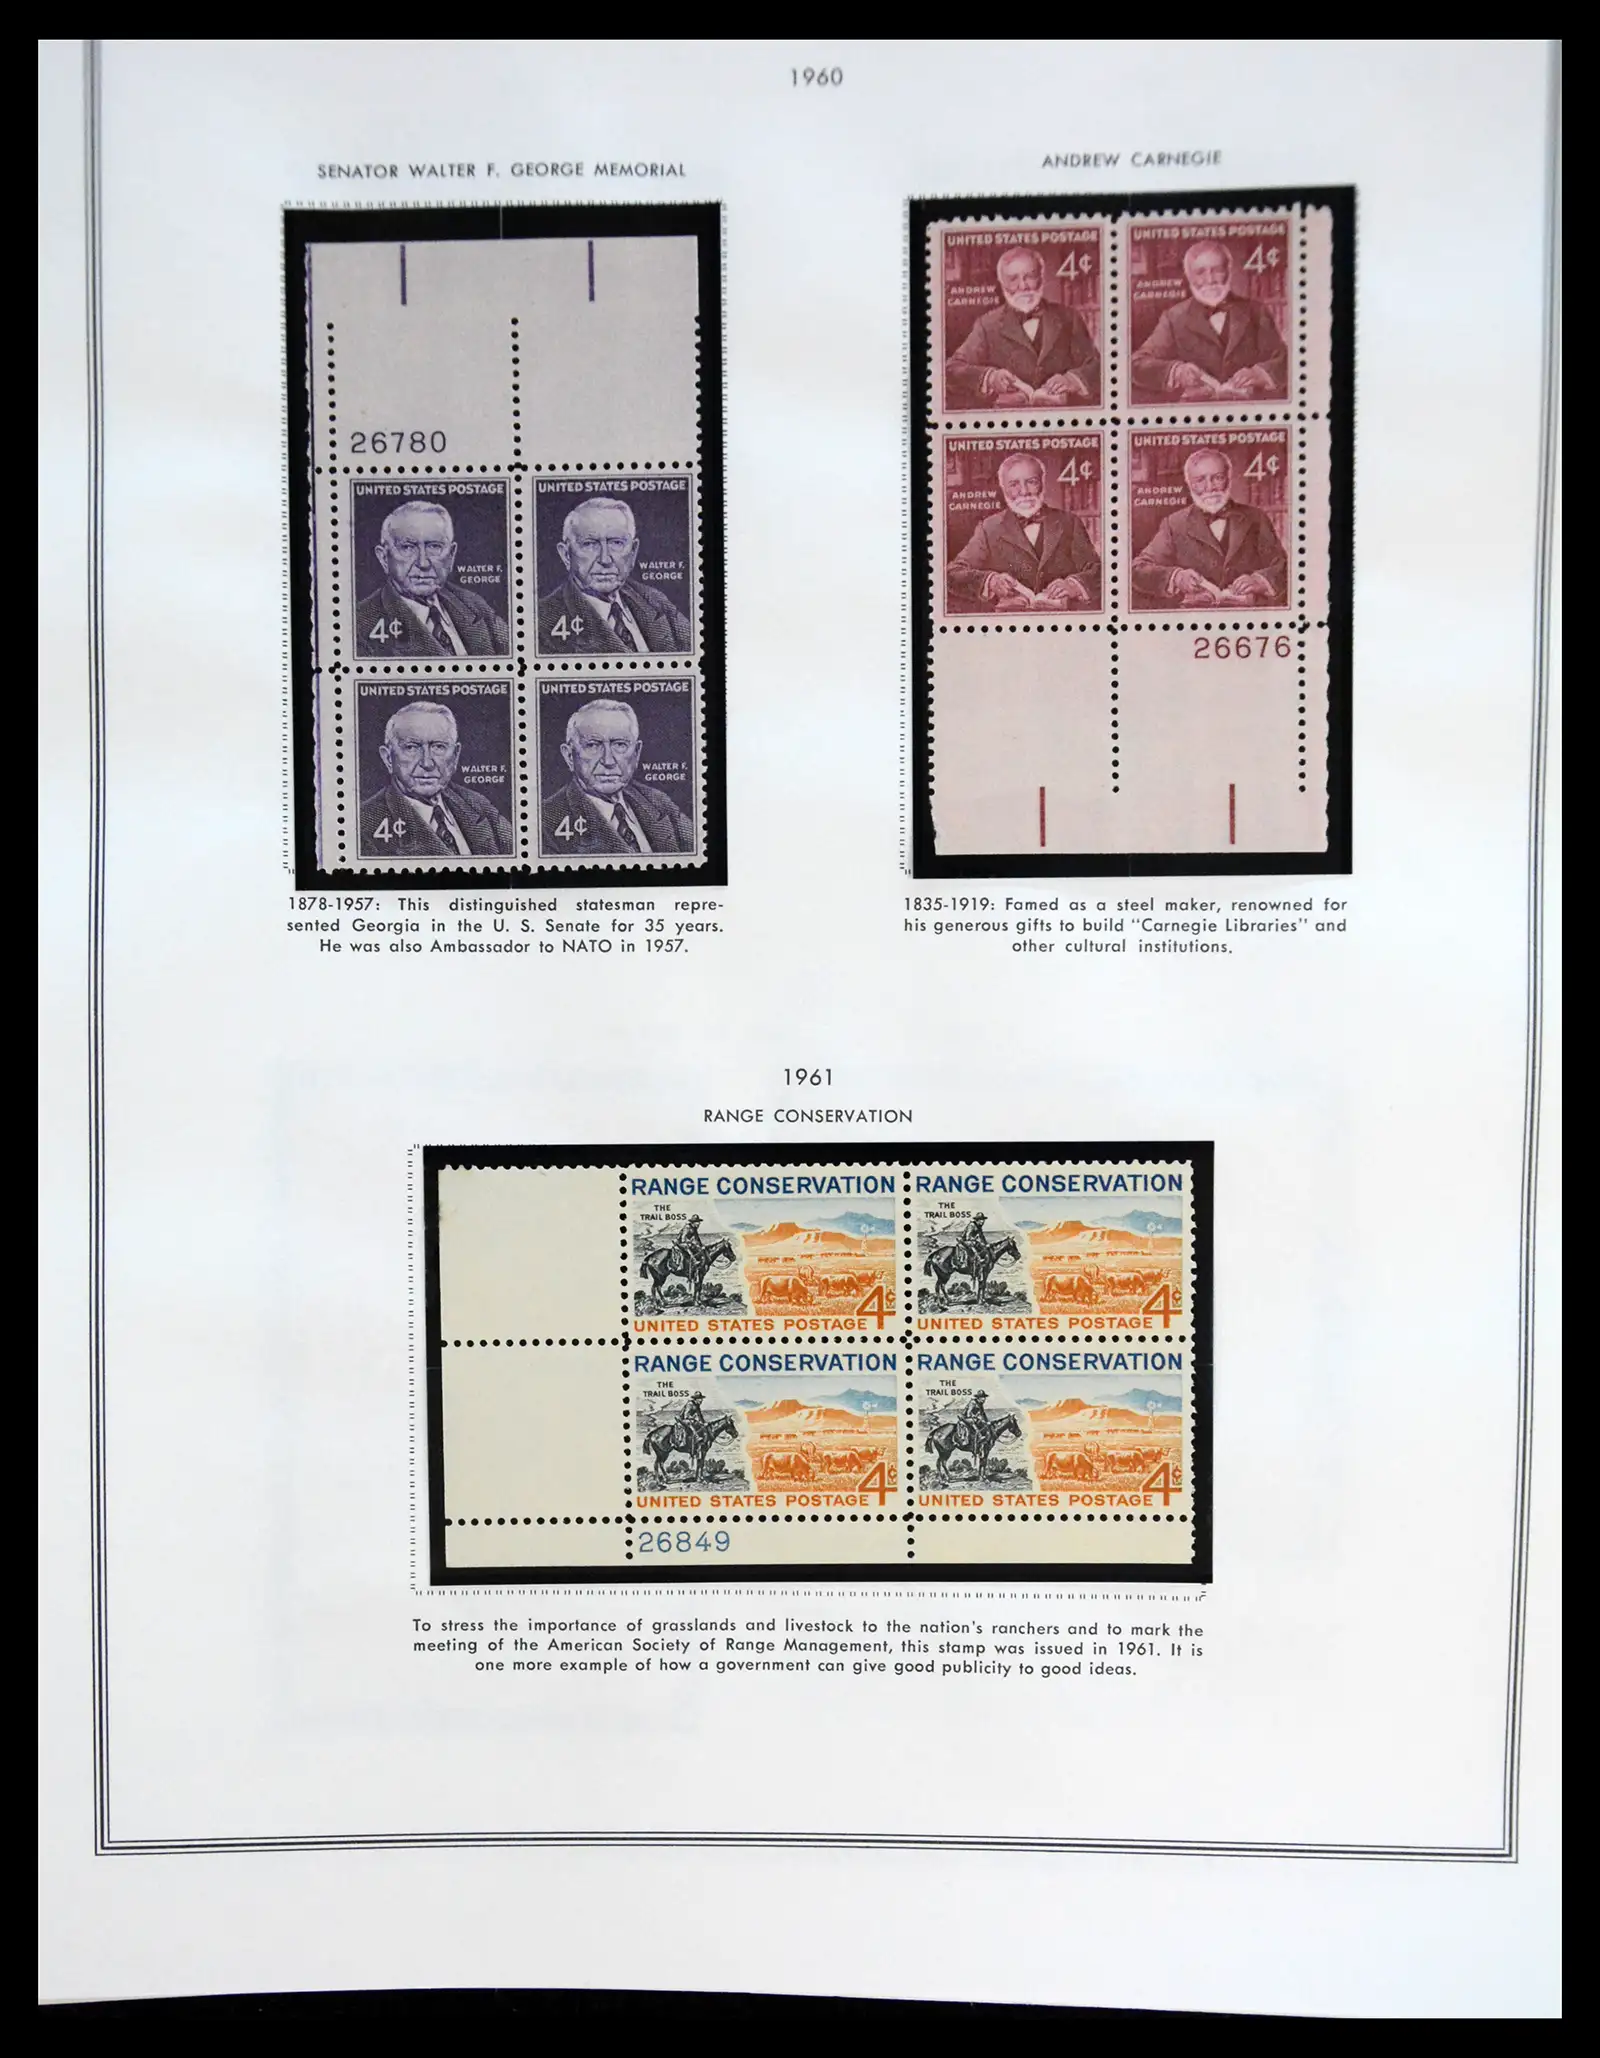 1960
SENATOR WALTER F. GEORGE MEMORIAL
26780
UNITED STATES POSTAGE
WALTER F.
GEORGE
4¢
UNITED STATES POSTAGE
WALTER F.
GEORGE
4¢
UNITED STATES POSTAGE
WALTER F.
GEORGE
4¢
UNITED STATES POSTAGE
WALTER F.
GEORGE
4¢
1878-1957: This distinguished statesman repre-
sented Georgia in the U. S. Senate for 35 years.
He was also Ambassador to NATO in 1957.
ANDREW CARNEGIE
UNITED STATES POSTAGE
4¢
ANDREW
CARNEGIE
UNITED STATES POSTAGE
4¢
ANDREW
CARNEGIE
UNITED STATES POSTAGE
4¢
ANDREW
CARNEGIE
UNITED STATES POSTAGE
4¢
ANDREW
CARNEGIE
26676
1835-1919: Famed as a steel maker, renowned for
his generous gifts to build "Carnegie Libraries" and
other cultural institutions.
1961
RANGE CONSERVATION
RANGE CONSERVATION
THE
TRAIL BOSS
4¢
UNITED STATES POSTAGE
RANGE CONSERVATION
THE
TRAIL BOSS
4¢
UNITED STATES POSTAGE
RANGE CONSERVATION
THE
TRAIL BOSS
4¢
UNITED STATES POSTAGE
RANGE CONSERVATION
THE
TRAIL BOSS
4¢
UNITED STATES POSTAGE
26849
To stress the importance of grasslands and livestock to the nation's ranchers and to mark the
meeting of the American Society of Range Management, this stamp was issued in 1961. It is
one more example of how a government can give good publicity to good ideas.